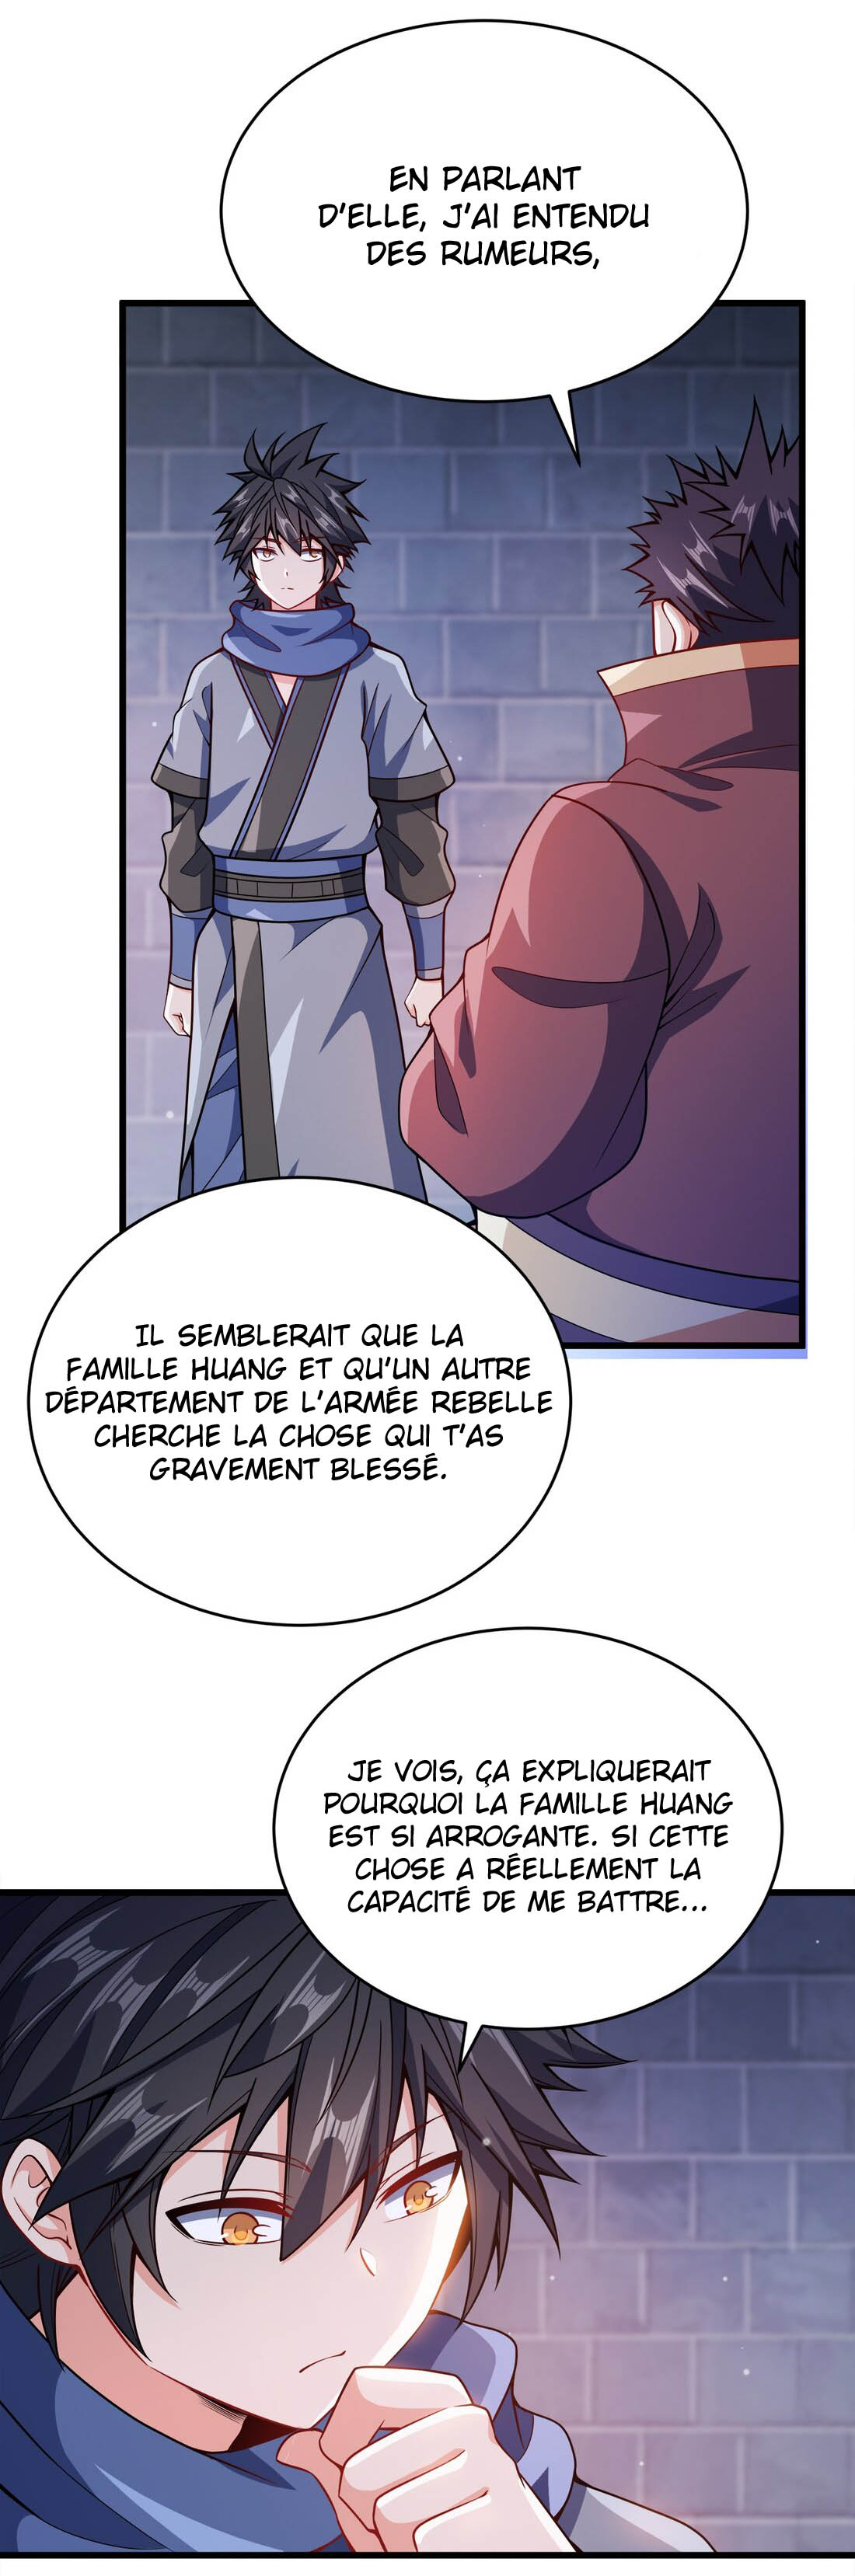 EN PARLANT
D'ELLE, J'AI ENTENDU
DES RUMEURS,
IL SEMBLERAIT QUE LA
FAMILLE HUANG ET QU'UN AUTRE
DÉPARTEMENT DE L'ARMÉE REBELLE
CHERCHE LA CHOSE QUI T'AS
GRAVEMENT BLESSÉ.
JE VOIS, ÇA EXPLIQUERAIT
POURQUOI LA FAMILLE HUANG
EST SI ARROGANTE. SI CETTE
CHOSE A RÉELLEMENT LA
CAPACITÉ DE ME BATTRE...